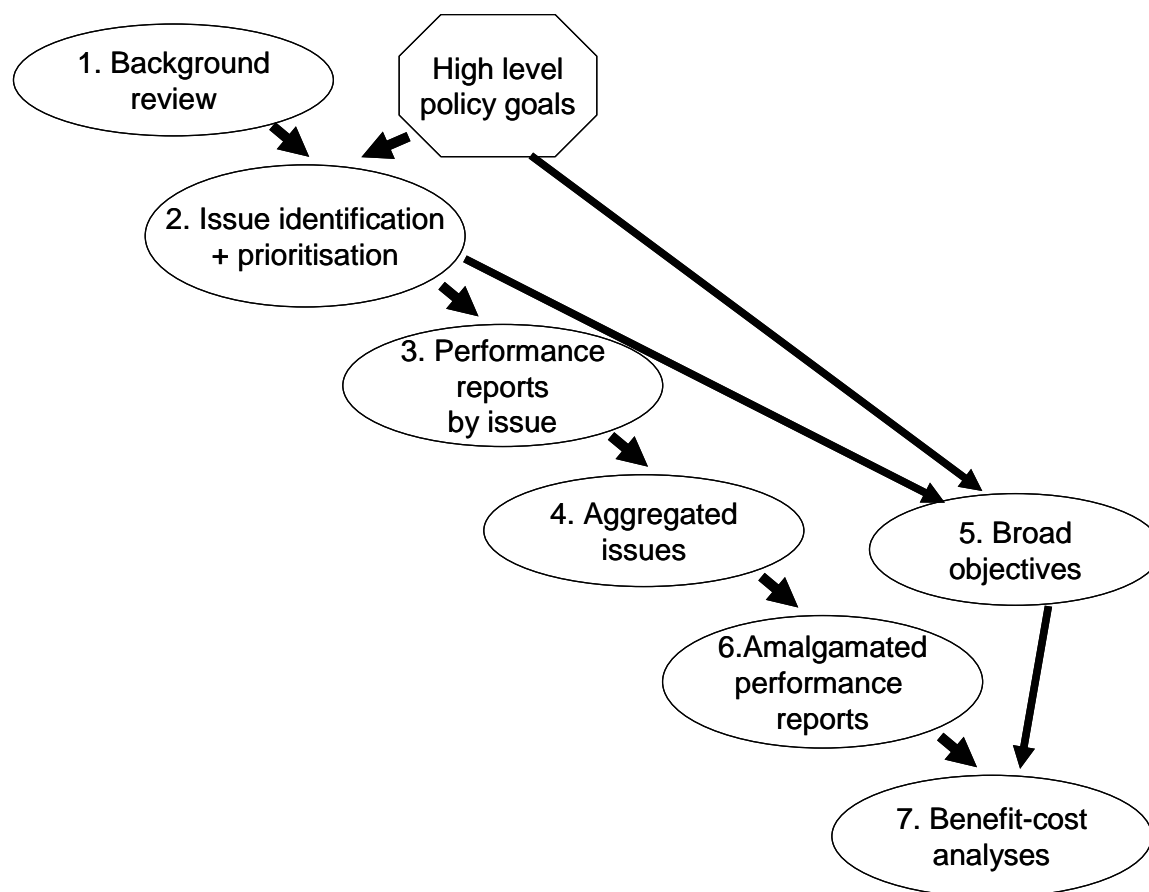 1. Background
review
High level
policy goals
2. Issue identification
+ prioritisation
3. Performance
reports
by issue
4. Aggregated
issues
5. Broad
objectives
6.Amalgamated
performance
reports
7. Benefit-cost
analyses